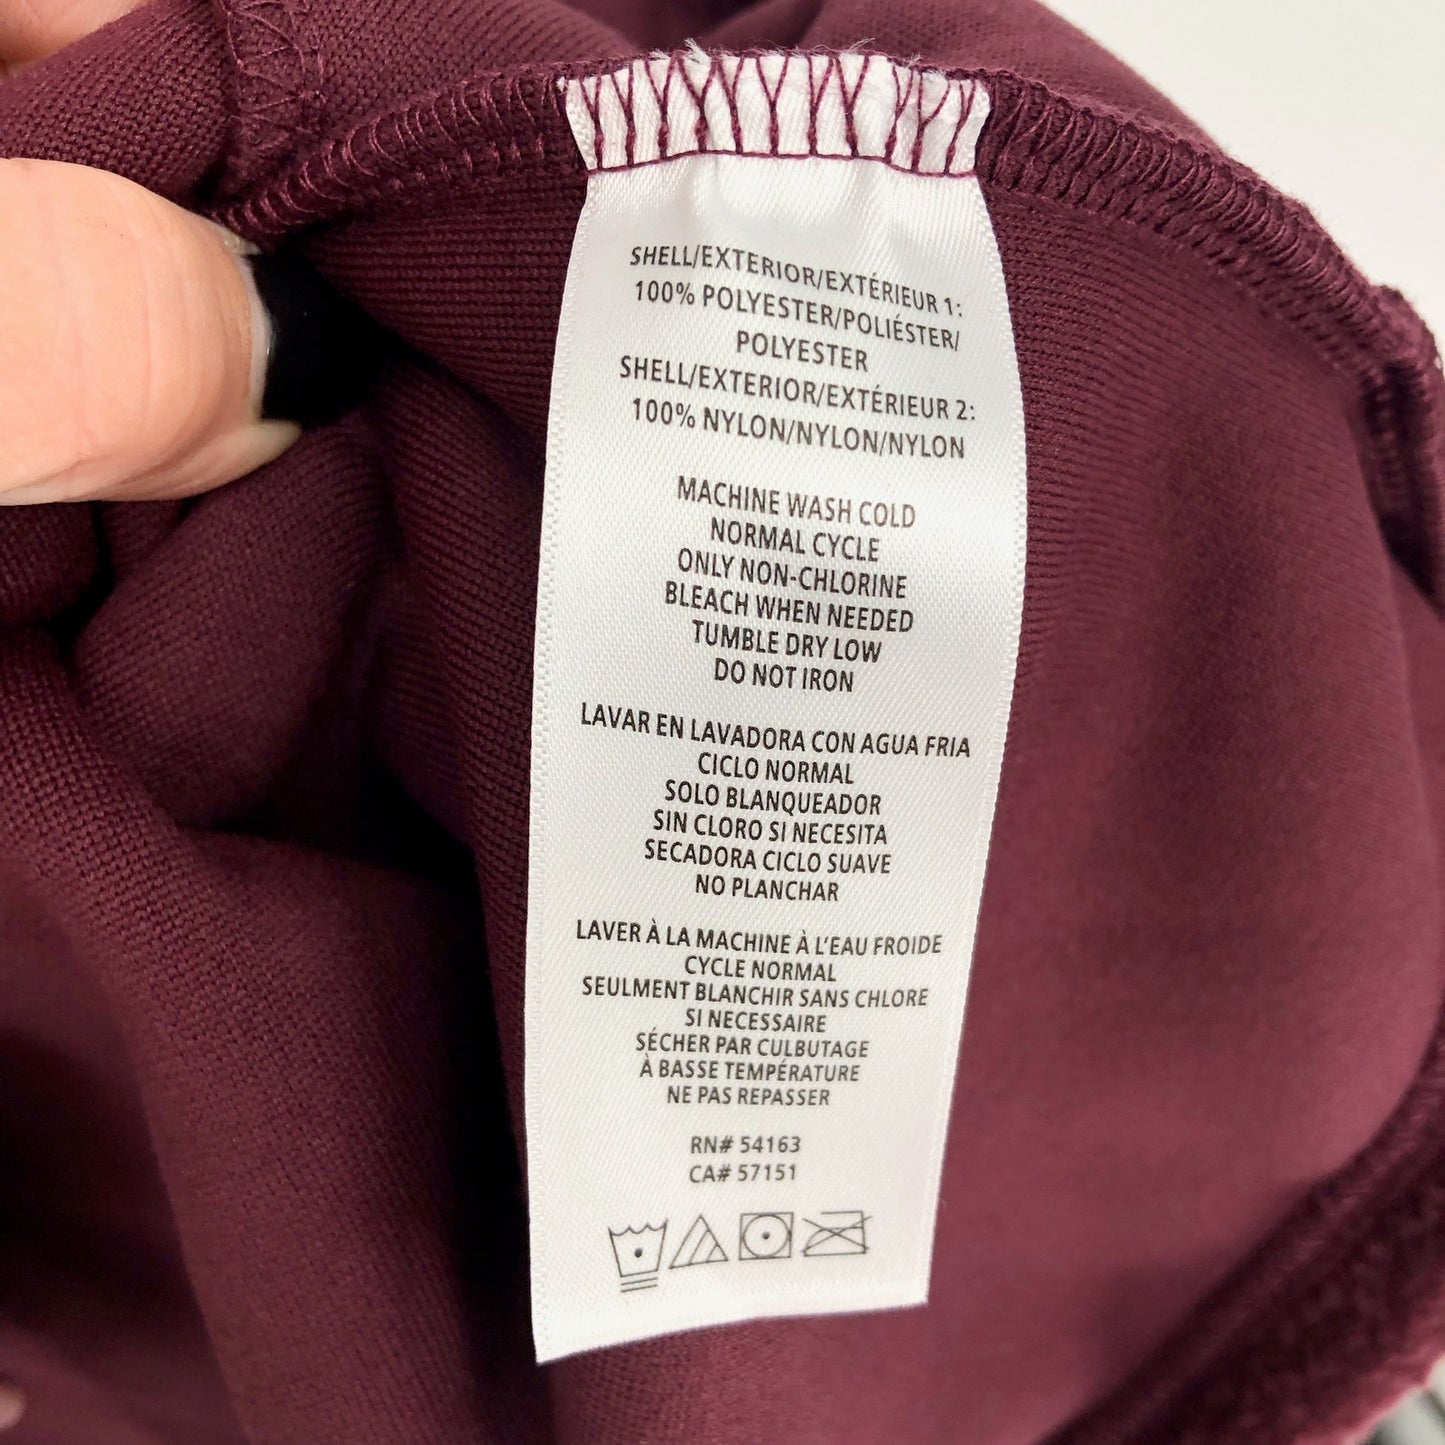 SHELL/EXTERIOR/EXTÉRIEUR 1:
100% POLYESTER/POLIÉSTER/
POLYESTER
SHELL/EXTERIOR/EXTÉRIEUR 2:
100% NYLON/NYLON/NYLON
MACHINE WASH COLD
NORMAL CYCLE
ONLY NON-CHLORINE
BLEACH WHEN NEEDED
TUMBLE DRY LOW
DO NOT IRON
LAVAR EN LAVADORA CON AGUA FRIA
CICLO NORMAL
SOLO BLANQUEADOR
SIN CLORO SI NECESITA
SECADORA CICLO SUAVE
NO PLANCHAR
LAVER À LA MACHINE À L'EAU FROIDE
CYCLE NORMAL
SEULMENT BLANCHIR SANS CHLORE
SI NECESSAIRE
SÉCHER PAR CULBUTAGE
À BASSE TEMPÉRATURE
NE PAS REPASSER
RN# 54163
CA# 57151